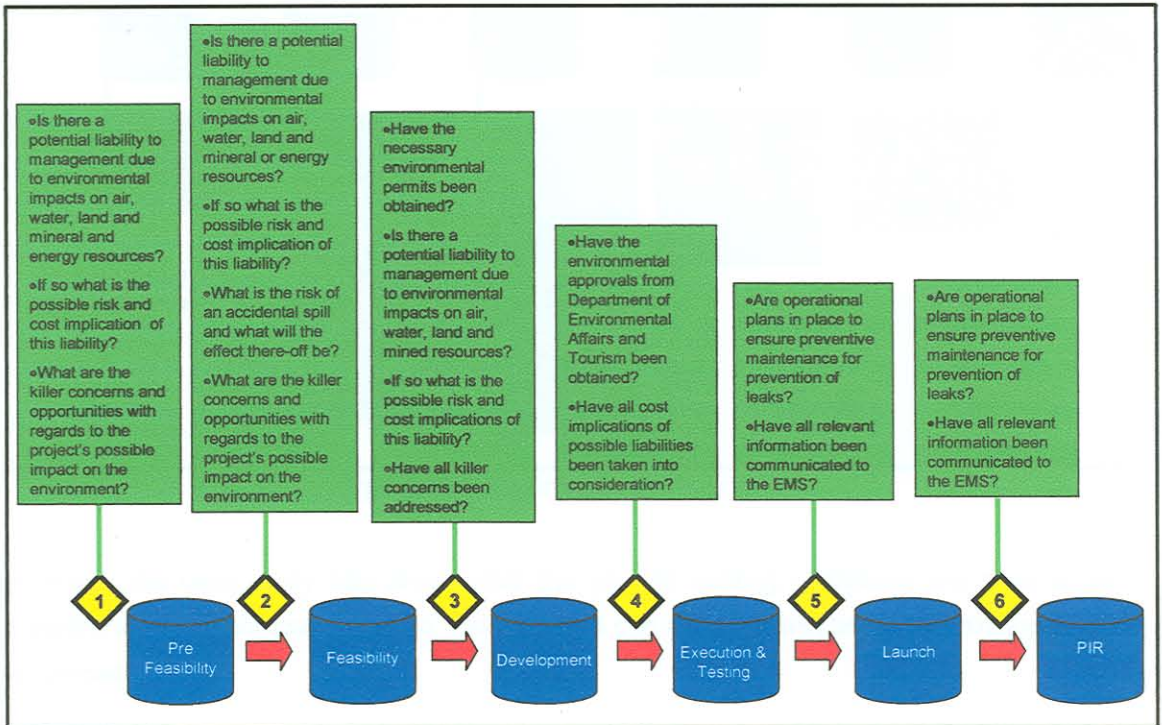 •Is there a
potential liability to
management due
to environmental
impacts on air,
water, land and
mineral and
energy resources?
•If so what is the
possible risk and
cost implication of
this liability?
•What are the
killer concerns and
opportunities with
regards to the
project's possible
impact on the
environment?
•Is there a potential
liability to
management due
to environmental
impacts on air,
water, land and
mineral or energy
resources?
•If so what is the
possible risk and
cost implication of
this liability?
•What is the risk of
an accidental spill
and what will the
effect there-off be?
•What are the killer
concerns and
opportunities with
regards to the
project's possible
impact on the
environment?
•Have the
necessary
environmental
permits been
obtained?
•Is there a
potential liability to
management due
to environmental
impacts on air,
water, land and
mined resources?
•If so what is the
possible risk and
cost implications of
this liability?
•Have all killer
concerns been
addressed?
•Have the
environmental
approvals from
Department of
Environmental
Affairs and
Tourism been
obtained?
•Have all cost
implications of
possible liabilities
been taken into
consideration?
•Are operational
plans in place to
ensure preventive
maintenance for
prevention of
leaks?
•Have all relevant
information been
communicated to
the EMS?
•Are operational
plans in place to
ensure preventive
maintenance for
prevention of
leaks?
•Have all relevant
information been
communicated to
the EMS?
1
2
3
4
5
6
Pre
Feasibility
Feasibility
Development
Execution &
Testing
Launch
PIR